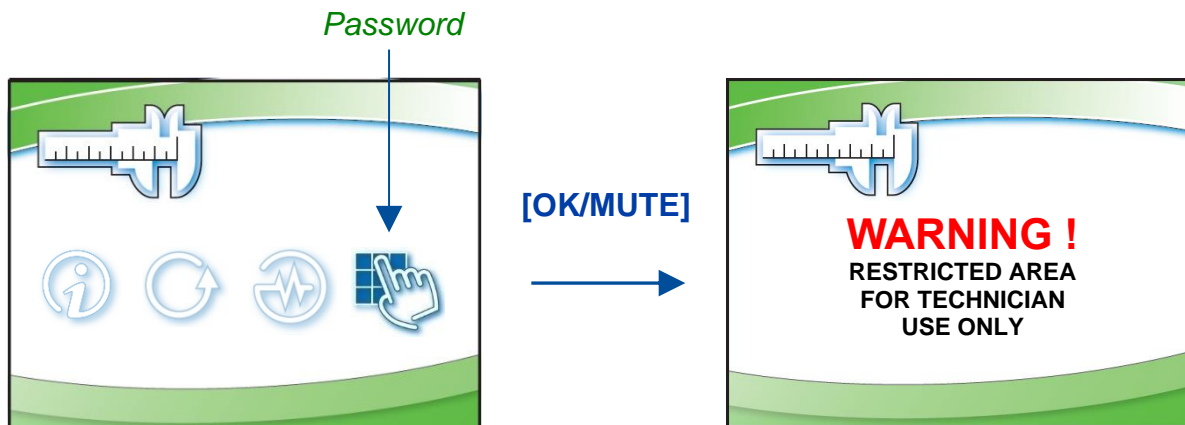 Password
[OK/MUTE]
WARNING !
RESTRICTED AREA
FOR TECHNICIAN
USE ONLY